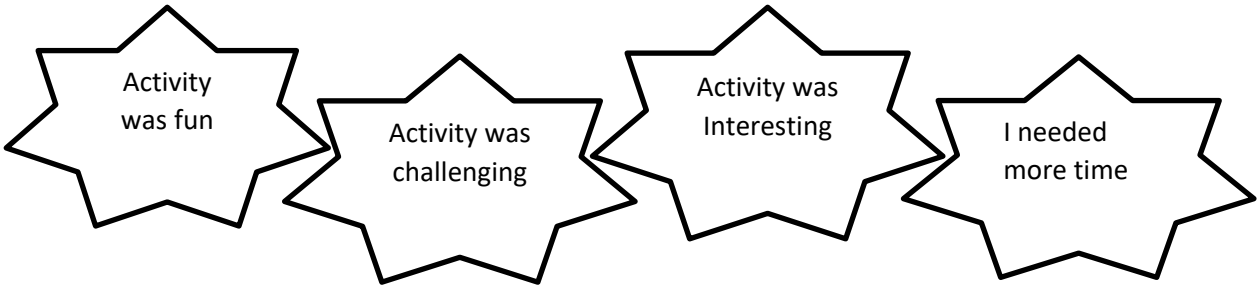 Activity
was fun
Activity was
challenging
Activity was
Interesting
I needed
more time